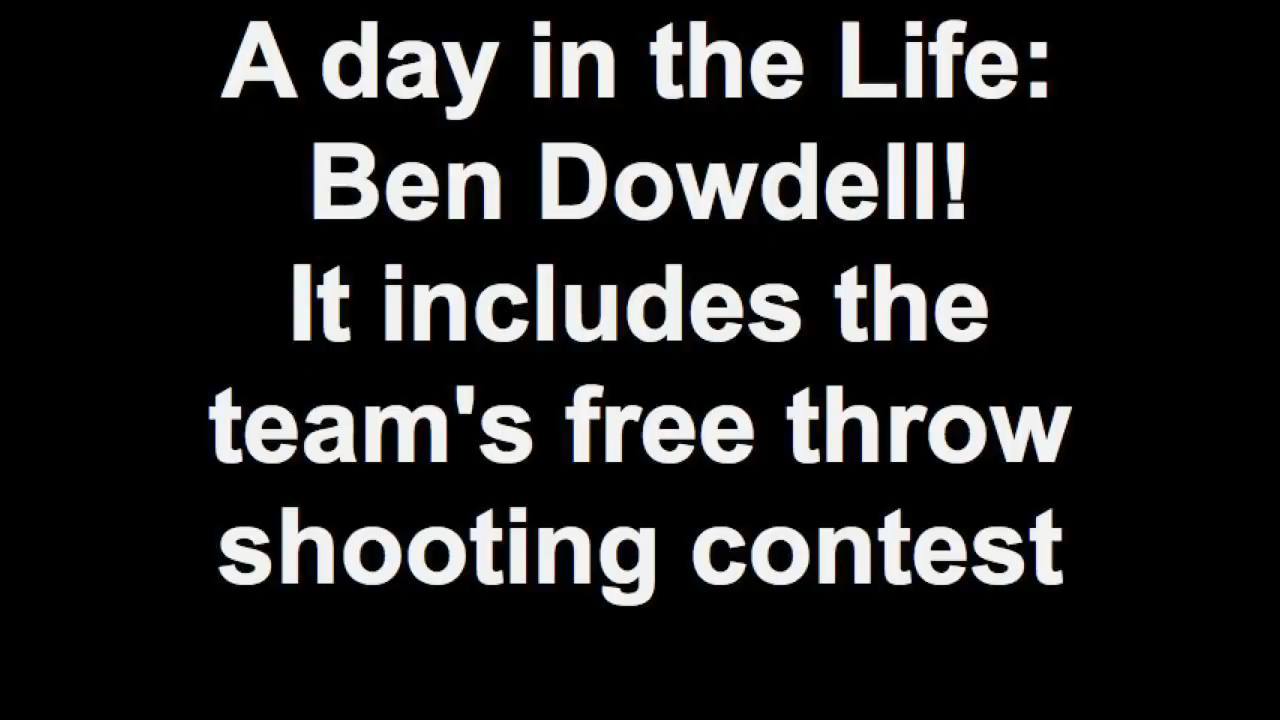 A day in the Life:
Ben Dowdell!
It includes the
team's free throw
shooting contest